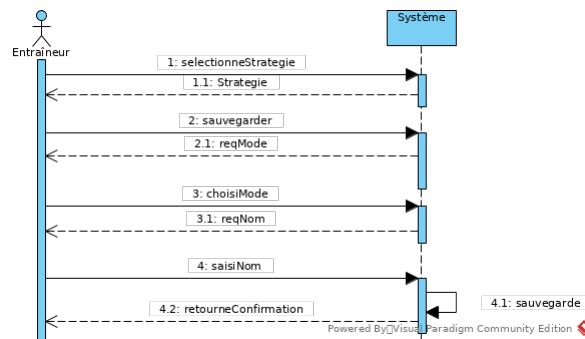 Système
Entraîneur
1: selectionneStrategie
1.1: Strategie
2: sauvegarder
2.1: reqMode
3: choisiMode
3.1: reqNom
4: saisiNom
4.1: sauvegarde
4.2: retourneConfirmation
Powered By Visual Paradigm Community Edition